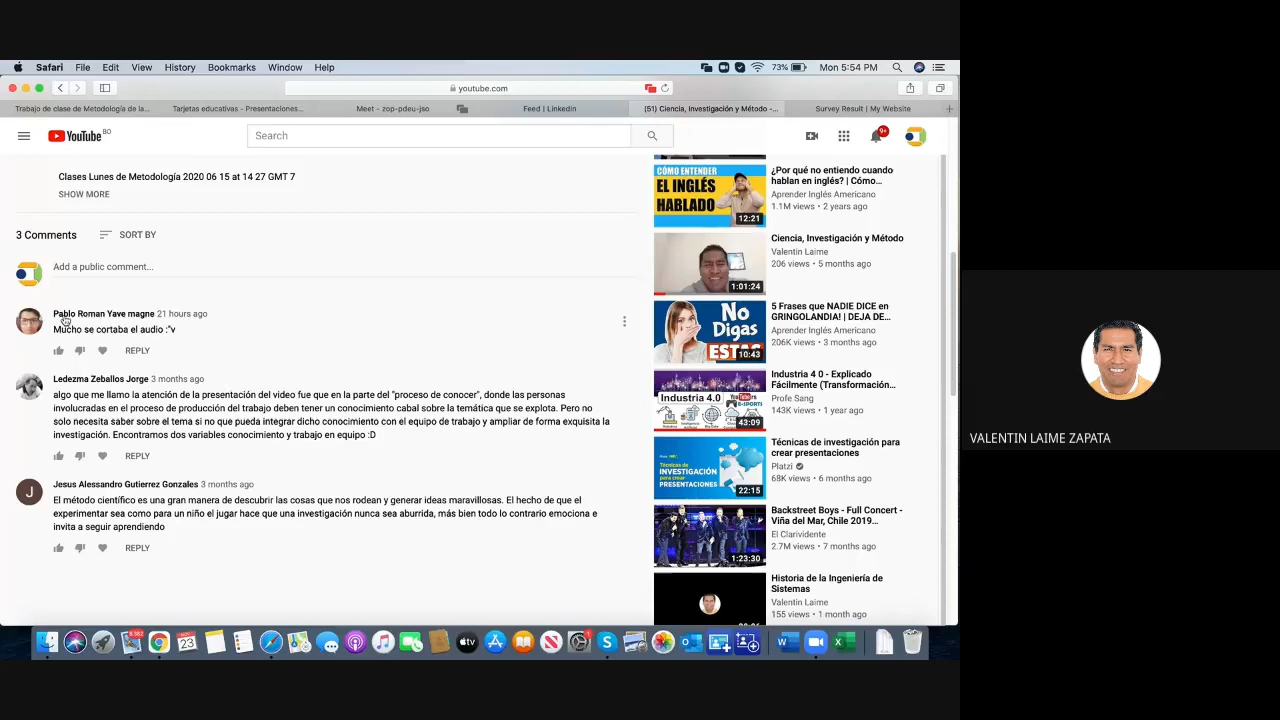 Safari File Edit View History Bookmarks Window Help
73% Mon 5:54 PM
youtube.com
Trabajo de clase de Metodología de la...
Tarjetas educativas - Presentaciones...
Meet - zop-pdeu-jso
Feed | LinkedIn
(51) Ciencia, Investigación y Método -...
Survey Result | My Website
YouTube BO
Search
9+
Clases Lunes de Metodología 2020 06 15 at 14 27 GMT 7
SHOW MORE
3 Comments SORT BY
Add a public comment...
Pablo Roman Yave magne 21 hours ago
Mucho se cortaba el audio :"v
REPLY
Ledezma Zeballos Jorge 3 months ago
algo que me llamo la atención de la presentación del video fue que en la parte del "proceso de conocer", donde las personas
involucradas en el proceso de producción del trabajo deben tener un conocimiento cabal sobre la temática que se explota. Pero no
solo necesita saber sobre el tema si no que pueda integrar dicho conocimiento con el equipo de trabajo y ampliar de forma exquisita la
investigación. Encontramos dos variables conocimiento y trabajo en equipo :D
REPLY
J
Jesus Alessandro Gutierrez Gonzales 3 months ago
El método científico es una gran manera de descubrir las cosas que nos rodean y generar ideas maravillosas. El hecho de que el
experimentar sea como para un niño el jugar hace que una investigación nunca sea aburrida, más bien todo lo contrario emociona e
invita a seguir aprendiendo
REPLY
CÓMO ENTENDER
EL INGLÉS
HABLADO
12:21
¿Por qué no entiendo cuando
hablan en inglés? | Cómo...
Aprender Inglés Americano
1.1M views • 2 years ago
1:01:24
Ciencia, Investigación y Método
Valentin Laime
206 views • 5 months ago
No
Digas
ESTAS
10:43
5 Frases que NADIE DICE en
GRINGOLANDIA! | DEJA DE...
Aprender Inglés Americano
206K views • 3 months ago
Industria 4.0
43:09
Industria 4 0 - Explicado
Fácilmente (Transformación...
Profe Sang
143K views • 1 year ago
Técnicas de
INVESTIGACIÓN
para crear
PRESENTACIONES
22:15
Técnicas de investigación para
crear presentaciones
Platzi
68K views • 6 months ago
1:23:30
Backstreet Boys - Full Concert -
Viña del Mar, Chile 2019...
El Clarividente
2.7M views • 7 months ago
Historia de la Ingeniería de
Sistemas
Valentin Laime
155 views • 1 month ago
VALENTIN LAIME ZAPATA